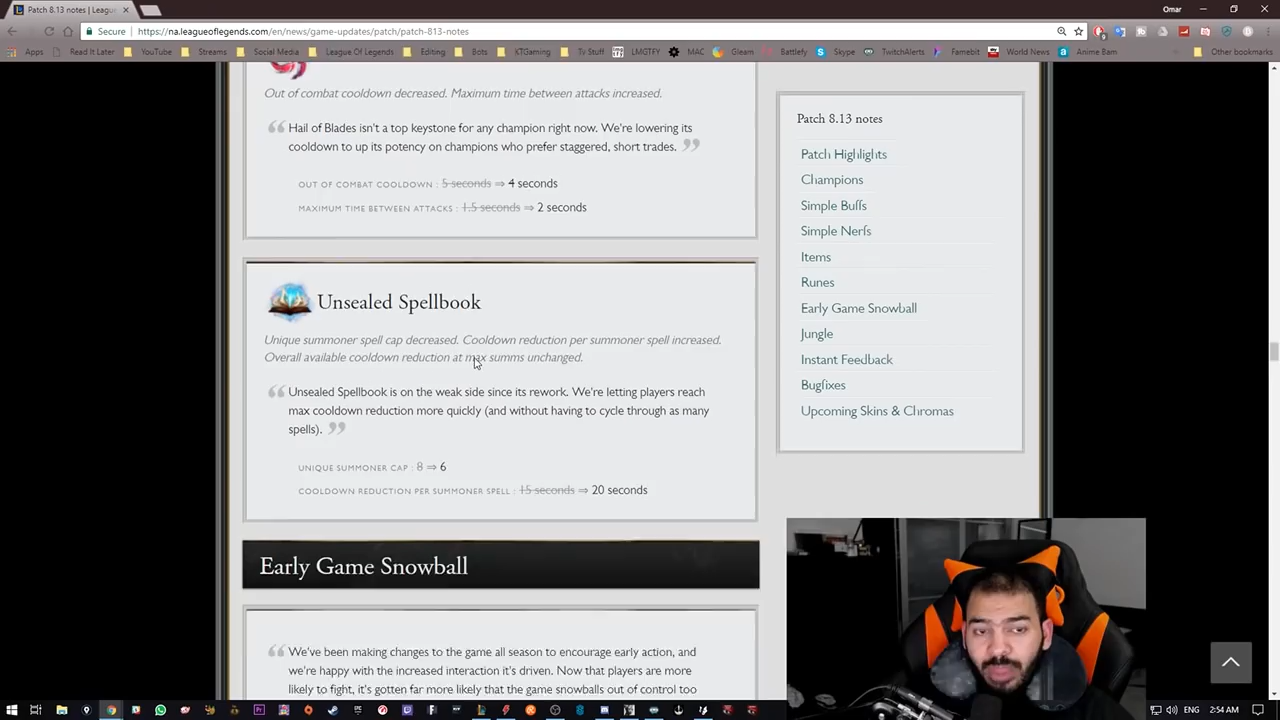 Patch 8.13 notes | Leagu
Omar
Secure
https://na.leagueoflegends.com/en/news/game-updates/patch/patch-813-notes
Apps
Read It Later
YouTube
Streams
Social Media
League Of Legends
Editing
Bots
KTGaming
Tv Stuff
LMGTFY
MAC
Gleam
Battlefy
Skype
TwitchAlerts
Famebit
World News
Anime Bam
Other bookmarks
Out of combat cooldown decreased. Maximum time between attacks increased.
Hail of Blades isn't a top keystone for any champion right now. We're lowering its
cooldown to up its potency on champions who prefer staggered, short trades.
OUT OF COMBAT COOLDOWN : 5 seconds ⇒ 4 seconds
MAXIMUM TIME BETWEEN ATTACKS : 1.5 seconds ⇒ 2 seconds
Unsealed Spellbook
Unique summoner spell cap decreased. Cooldown reduction per summoner spell increased.
Overall available cooldown reduction at max summs unchanged.
Unsealed Spellbook is on the weak side since its rework. We're letting players reach
max cooldown reduction more quickly (and without having to cycle through as many
spells).
UNIQUE SUMMONER CAP : 8 ⇒ 6
COOLDOWN REDUCTION PER SUMMONER SPELL : 15 seconds ⇒ 20 seconds
Early Game Snowball
We've been making changes to the game all season to encourage early action, and
we're happy with the increased interaction it's driven. Now that players are more
likely to fight, it's gotten far more likely that the game snowballs out of control too
Patch 8.13 notes
Patch Highlights
Champions
Simple Buffs
Simple Nerfs
Items
Runes
Early Game Snowball
Jungle
Instant Feedback
Bugfixes
Upcoming Skins & Chromas
ENG
2:54 AM